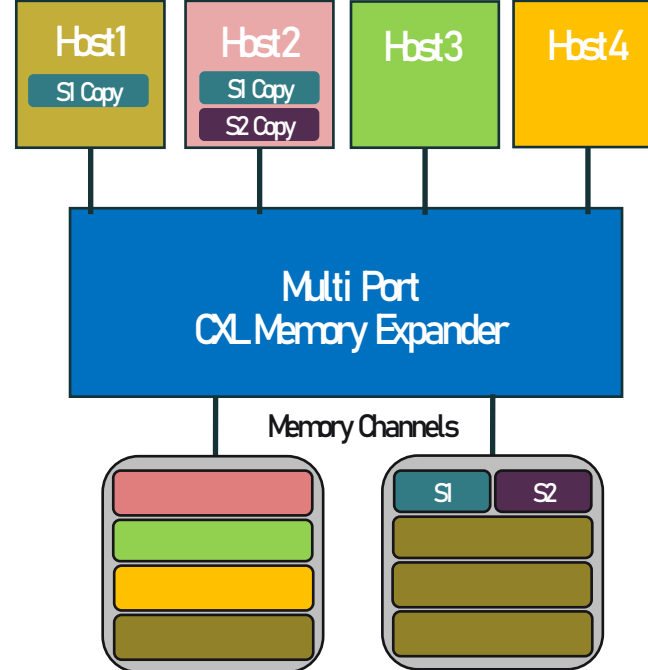 Host1
Host2
Host3
Host4
S1 Copy
S1 Copy
S2 Copy
Multi Port
CXL Memory Expander
Memory Channels
S1
S2